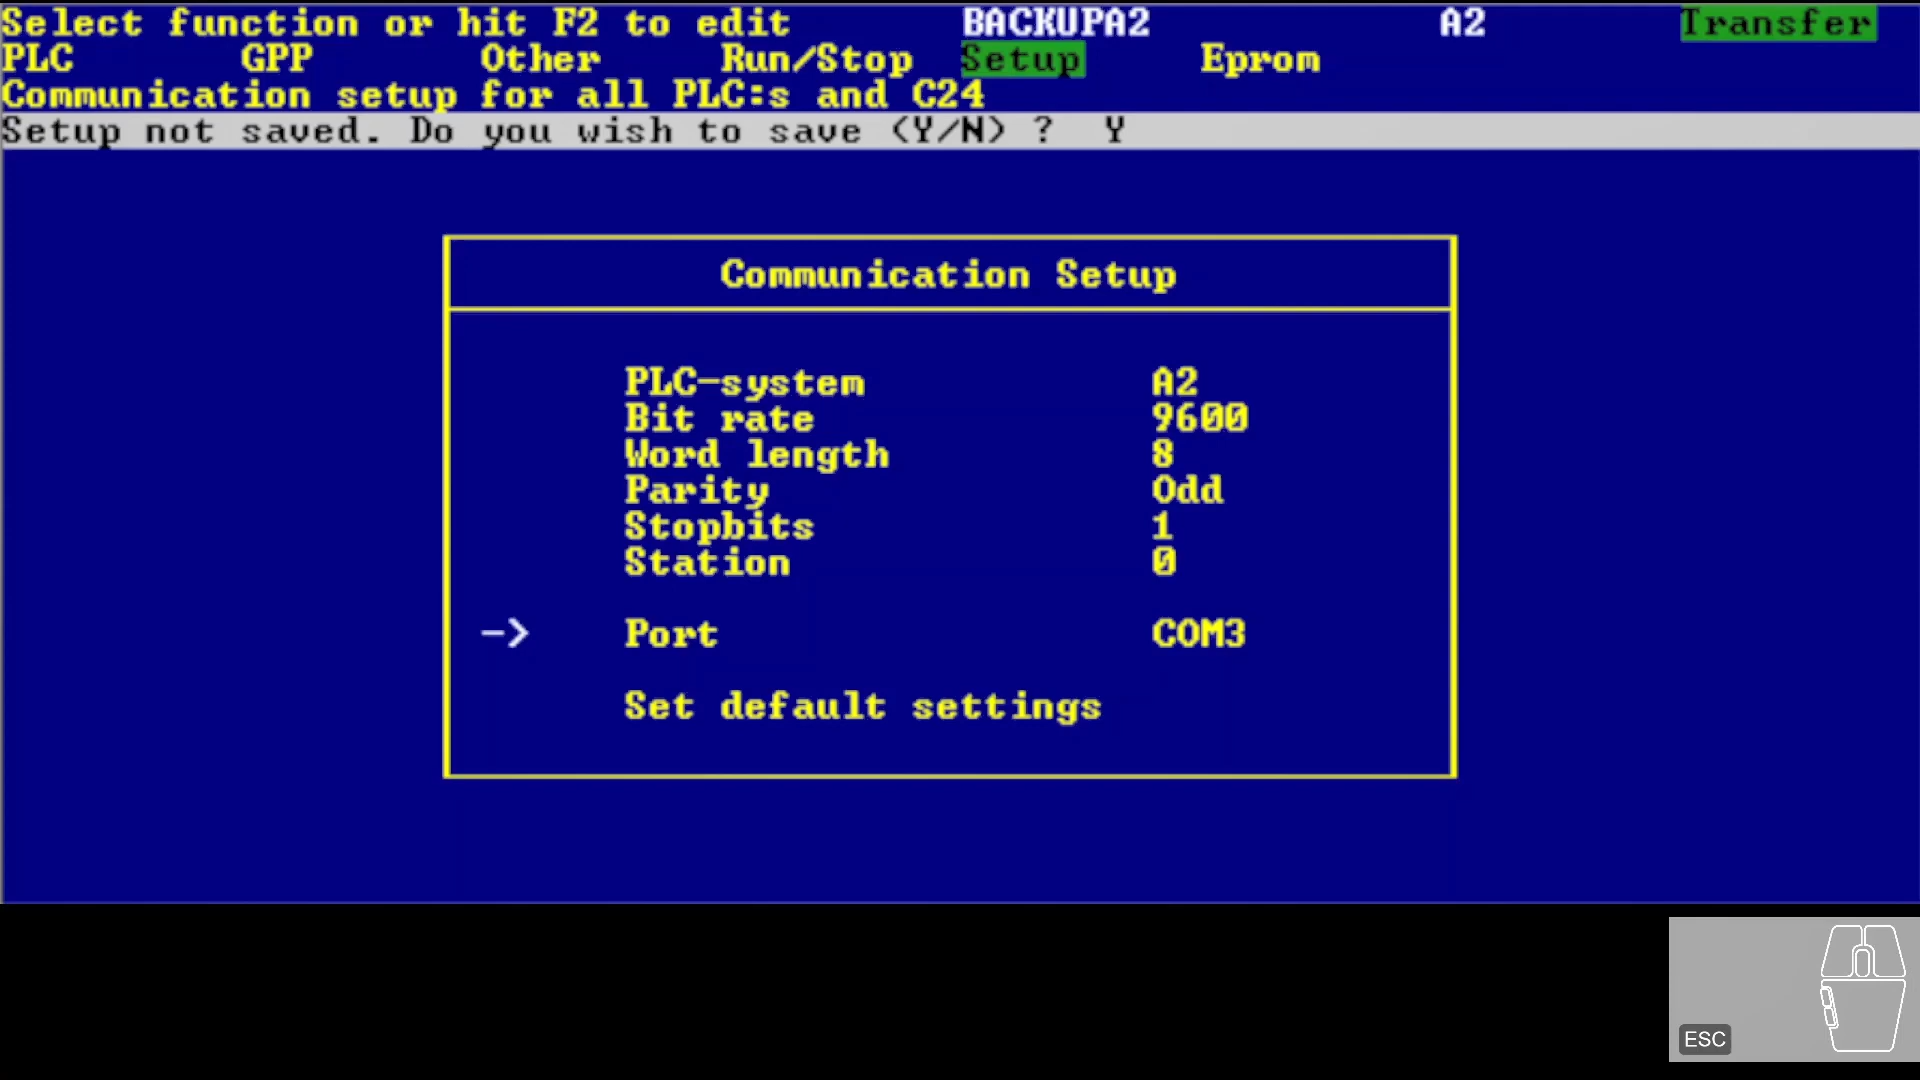 Select function or hit F2 to edit BACKUPA2 A2 Transfer
PLC GPP Other Run/Stop Setup Eprom
Communication setup for all PLC:s and C24
Setup not saved. Do you wish to save (Y/N) ? Y
Communication Setup
PLC-system A2
Bit rate 9600
Word length 8
Parity Odd
Stopbits 1
Station 0
-> Port COM3
Set default settings
ESC